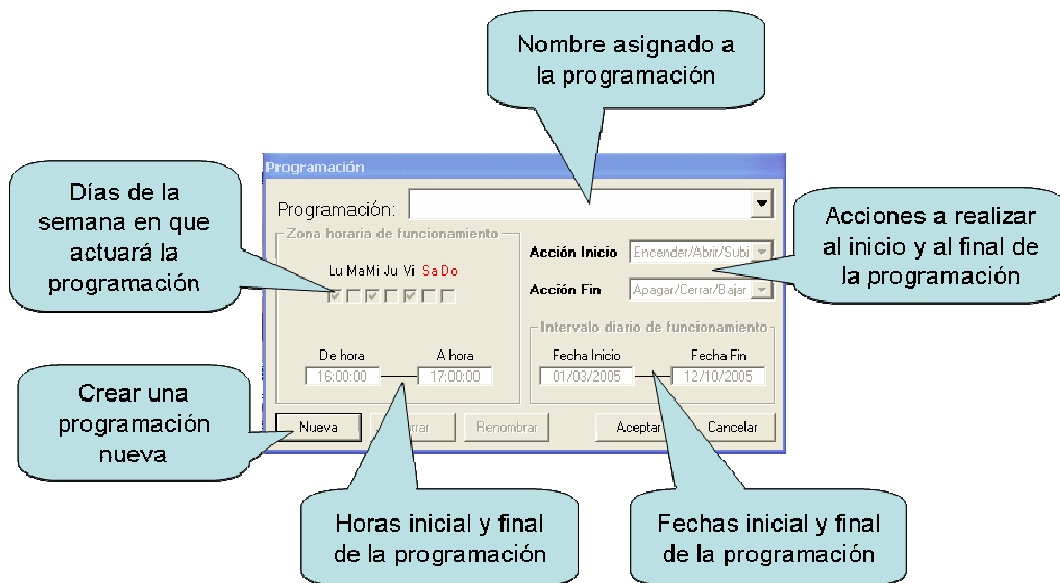 Nombre asignado a
la programación
Programación
Días de la
semana en que
actuará la
programación
Programación:
Acciones a realizar
al inicio y al final de
la programación
Zona horaria de funcionamiento
Lu Ma Mi Ju Vi Sa Do
Acción Inicio Encender/Abrir/Subi
Acción Fin Apagar/Cerrar/Bajar
Intervalo diario de funcionamiento
De hora A hora
16:00:00 17:00:00
Fecha Inicio Fecha Fin
01/03/2005 12/10/2005
Crear una
programación
nueva
Nueva Renombrar Aceptar Cancelar
Horas inicial y final
de la programación
Fechas inicial y final
de la programación